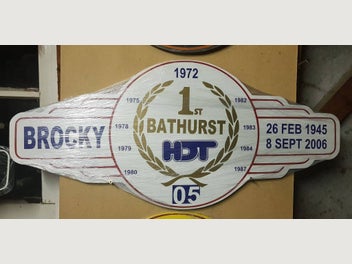 1972
1975 1982
1ST
BROCKY
BATHURST
1978 1983
26 FEB 1945
8 SEPT 2006
HDT
1979 1984
1980 1987
05